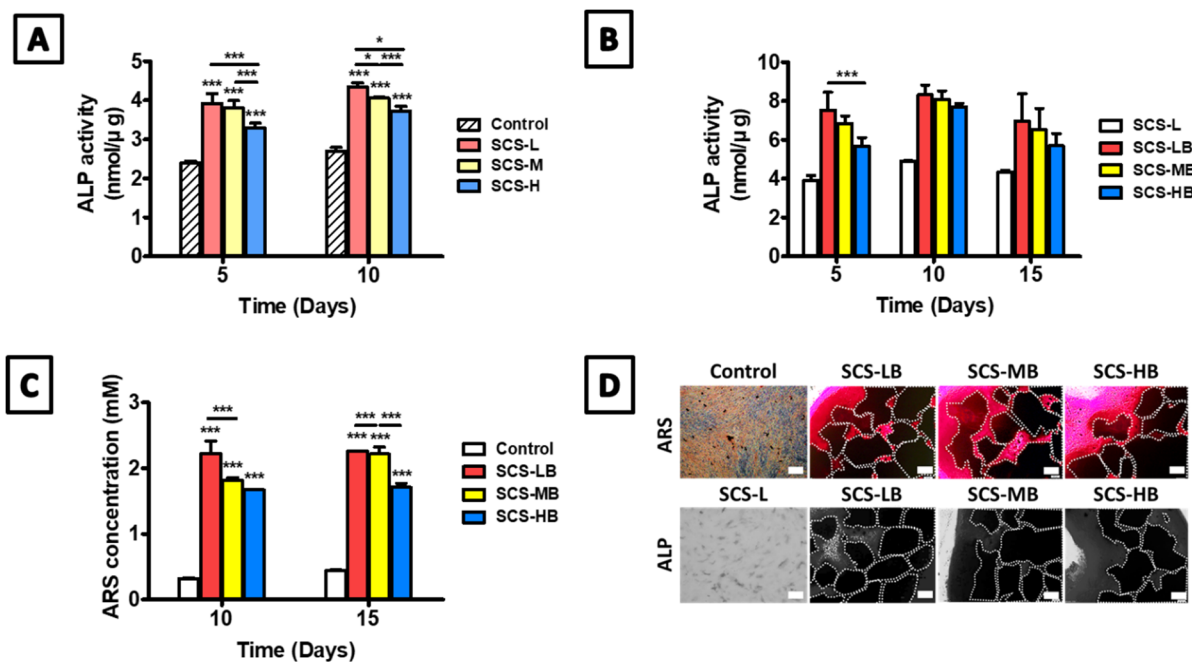 A
ALP activity
(nmol/µ g)
5
4
3
2
1
0
***
***
***
***
***
*
*
***
***
***
***
5
10
Time (Days)
Control
SCS-L
SCS-M
SCS-H
B
ALP activity
(nmol/µ g)
10
8
6
4
2
0
***
5
10
15
Time (Days)
SCS-L
SCS-LB
SCS-MB
SCS-HB
C
ARS concentration (mM)
3
2
1
0
***
***
***
***
***
***
***
***
***
10
15
Time (Days)
Control
SCS-LB
SCS-MB
SCS-HB
D
Control
SCS-LB
SCS-MB
SCS-HB
ARS
SCS-L
SCS-LB
SCS-MB
SCS-HB
ALP